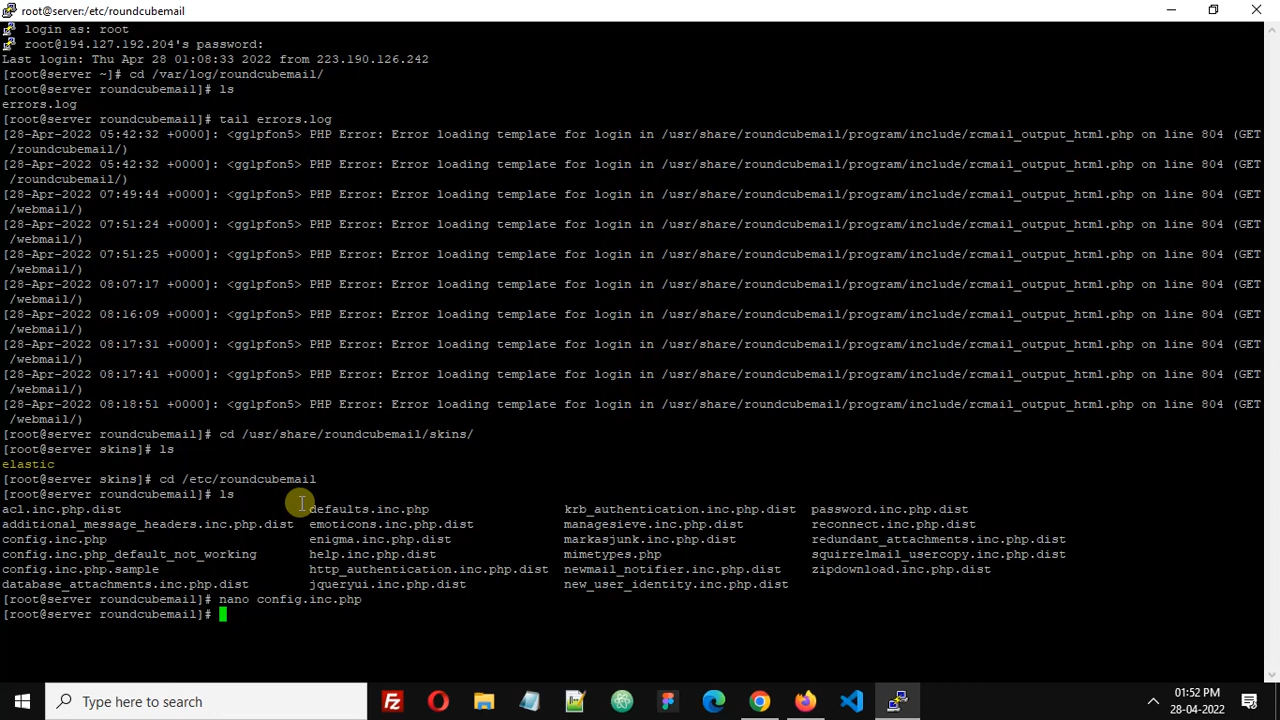 root@server:/etc/roundcubemail
login as: root
root@194.127.192.204's password:
Last login: Thu Apr 28 01:08:33 2022 from 223.190.126.242
[root@server ~]# cd /var/log/roundcubemail/
[root@server roundcubemail]# ls
errors.log
[root@server roundcubemail]# tail errors.log
[28-Apr-2022 05:42:32 +0000]: <gglpfon5> PHP Error: Error loading template for login in /usr/share/roundcubemail/program/include/rcmail_output_html.php on line 804 (GET
/roundcubemail/)
[28-Apr-2022 05:42:32 +0000]: <gglpfon5> PHP Error: Error loading template for login in /usr/share/roundcubemail/program/include/rcmail_output_html.php on line 804 (GET
/roundcubemail/)
[28-Apr-2022 07:49:44 +0000]: <gglpfon5> PHP Error: Error loading template for login in /usr/share/roundcubemail/program/include/rcmail_output_html.php on line 804 (GET
/webmail/)
[28-Apr-2022 07:51:24 +0000]: <gglpfon5> PHP Error: Error loading template for login in /usr/share/roundcubemail/program/include/rcmail_output_html.php on line 804 (GET
/webmail/)
[28-Apr-2022 07:51:25 +0000]: <gglpfon5> PHP Error: Error loading template for login in /usr/share/roundcubemail/program/include/rcmail_output_html.php on line 804 (GET
/webmail/)
[28-Apr-2022 08:07:17 +0000]: <gglpfon5> PHP Error: Error loading template for login in /usr/share/roundcubemail/program/include/rcmail_output_html.php on line 804 (GET
/webmail/)
[28-Apr-2022 08:16:09 +0000]: <gglpfon5> PHP Error: Error loading template for login in /usr/share/roundcubemail/program/include/rcmail_output_html.php on line 804 (GET
/webmail/)
[28-Apr-2022 08:17:31 +0000]: <gglpfon5> PHP Error: Error loading template for login in /usr/share/roundcubemail/program/include/rcmail_output_html.php on line 804 (GET
/webmail/)
[28-Apr-2022 08:17:41 +0000]: <gglpfon5> PHP Error: Error loading template for login in /usr/share/roundcubemail/program/include/rcmail_output_html.php on line 804 (GET
/webmail/)
[28-Apr-2022 08:18:51 +0000]: <gglpfon5> PHP Error: Error loading template for login in /usr/share/roundcubemail/program/include/rcmail_output_html.php on line 804 (GET
/webmail/)
[root@server roundcubemail]# cd /usr/share/roundcubemail/skins/
[root@server skins]# ls
elastic
[root@server skins]# cd /etc/roundcubemail
[root@server roundcubemail]# ls
acl.inc.php.dist defaults.inc.php krb_authentication.inc.php.dist password.inc.php.dist
additional_message_headers.inc.php.dist emoticons.inc.php.dist managesieve.inc.php.dist reconnect.inc.php.dist
config.inc.php enigma.inc.php.dist markasjunk.inc.php.dist redundant_attachments.inc.php.dist
config.inc.php_default_not_working help.inc.php.dist mimetypes.php squirrelmail_usercopy.inc.php.dist
config.inc.php.sample http_authentication.inc.php.dist newmail_notifier.inc.php.dist zipdownload.inc.php.dist
database_attachments.inc.php.dist jqueryui.inc.php.dist new_user_identity.inc.php.dist
[root@server roundcubemail]# nano config.inc.php
[root@server roundcubemail]#
Type here to search
01:52 PM
28-04-2022